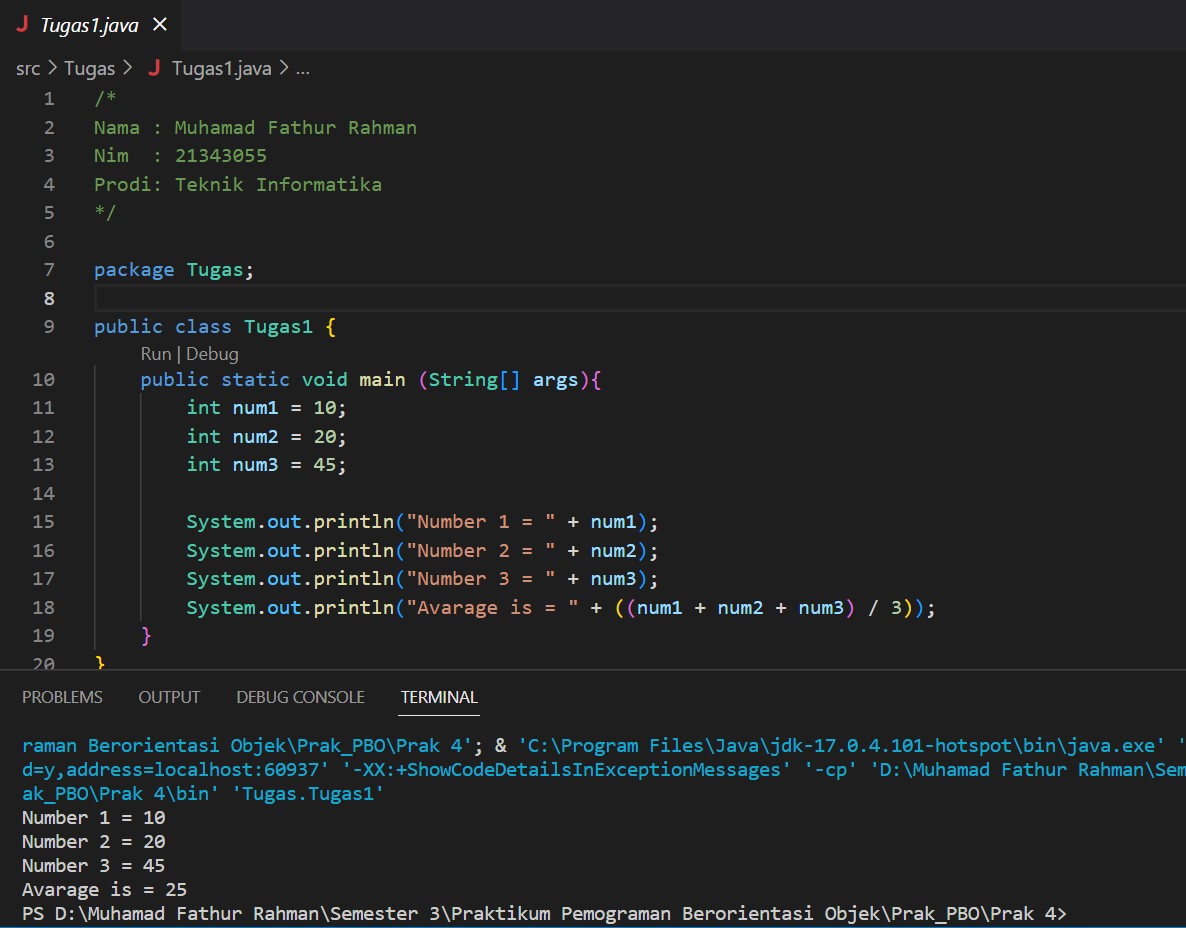 J Tugas1.java ×
src > Tugas > J Tugas1.java > ...
1 /*
2 Nama : Muhamad Fathur Rahman
3 Nim  : 21343055
4 Prodi: Teknik Informatika
5 */
6
7 package Tugas;
8
9 public class Tugas1 {
Run | Debug
10     public static void main (String[] args){
11         int num1 = 10;
12         int num2 = 20;
13         int num3 = 45;
14
15         System.out.println("Number 1 = " + num1);
16         System.out.println("Number 2 = " + num2);
17         System.out.println("Number 3 = " + num3);
18         System.out.println("Avarage is = " + ((num1 + num2 + num3) / 3));
19     }
20 }
PROBLEMS OUTPUT DEBUG CONSOLE TERMINAL
raman Berorientasi Objek\Prak_PBO\Prak 4'; & 'C:\Program Files\Java\jdk-17.0.4.101-hotspot\bin\java.exe' '
d=y,address=localhost:60937' '-XX:+ShowCodeDetailsInExceptionMessages' '-cp' 'D:\Muhamad Fathur Rahman\Sem
ak_PBO\Prak 4\bin' 'Tugas.Tugas1'
Number 1 = 10
Number 2 = 20
Number 3 = 45
Avarage is = 25
PS D:\Muhamad Fathur Rahman\Semester 3\Praktikum Pemograman Berorientasi Objek\Prak_PBO\Prak 4>